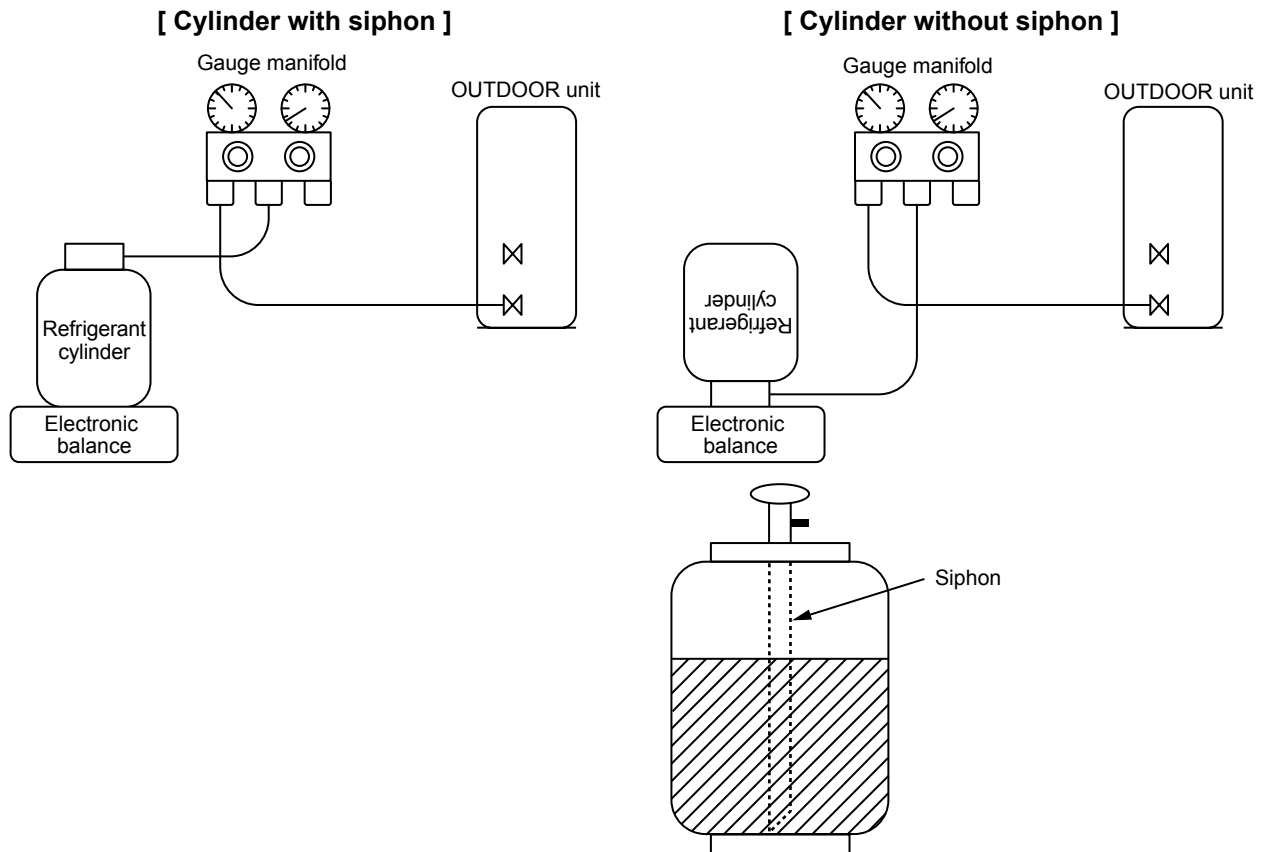 [ Cylinder with siphon ]
Gauge manifold
OUTDOOR unit
Refrigerant
cylinder
Electronic
balance
[ Cylinder without siphon ]
Gauge manifold
OUTDOOR unit
Refrigerant
cylinder
Electronic
balance
Siphon